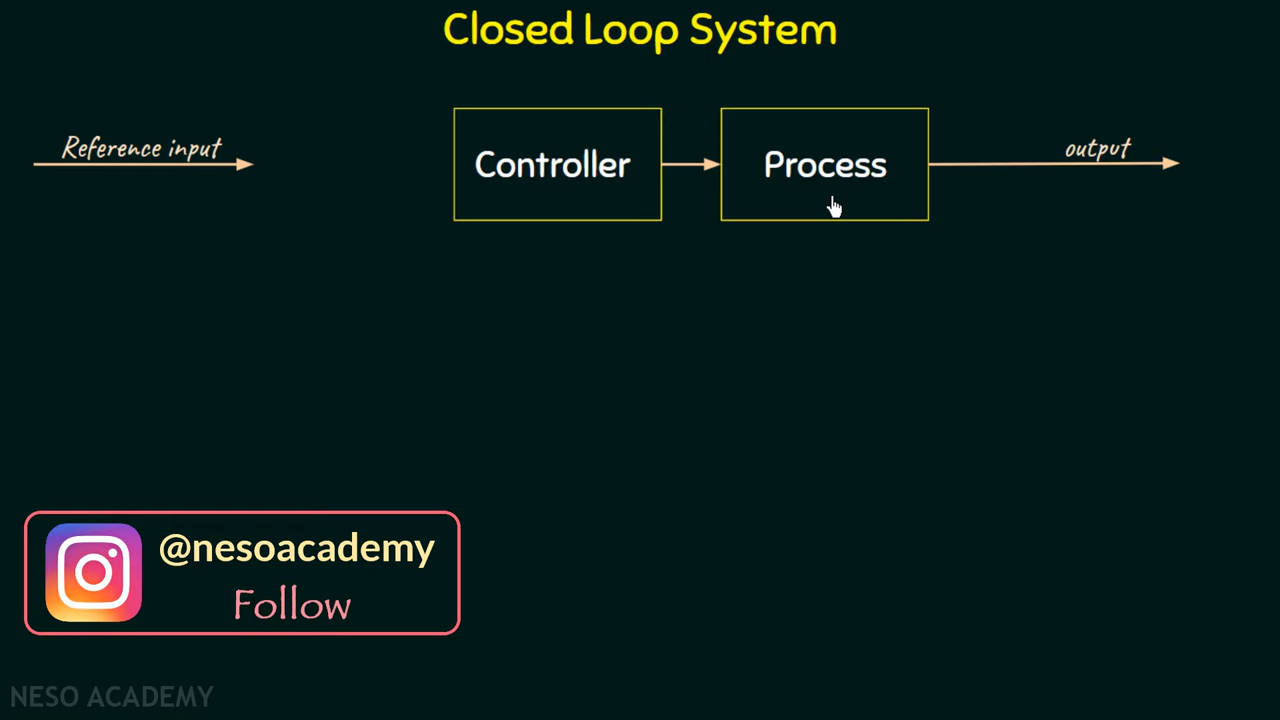 Closed Loop System
Reference input
Controller
Process
output
@nesoacademy
Follow
NESO ACADEMY